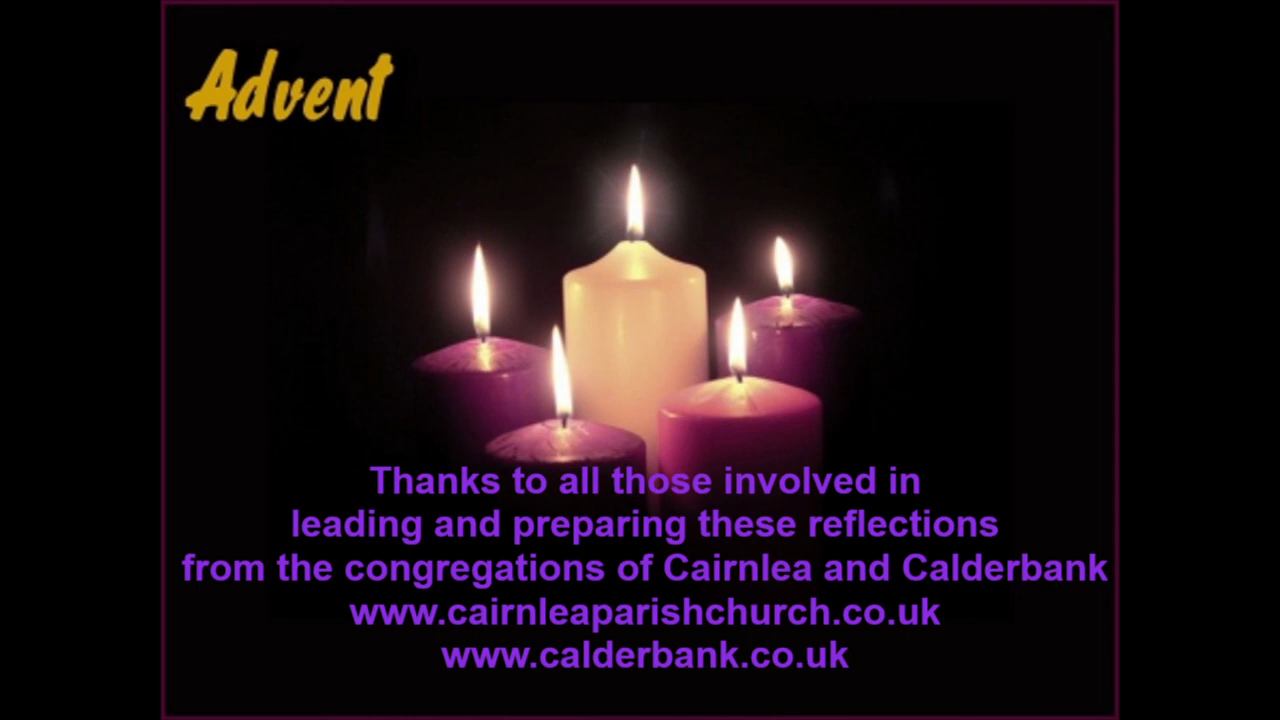 Advent
Thanks to all those involved in
leading and preparing these reflections
from the congregations of Cairnlea and Calderbank
www.cairnleaparishchurch.co.uk
www.calderbank.co.uk